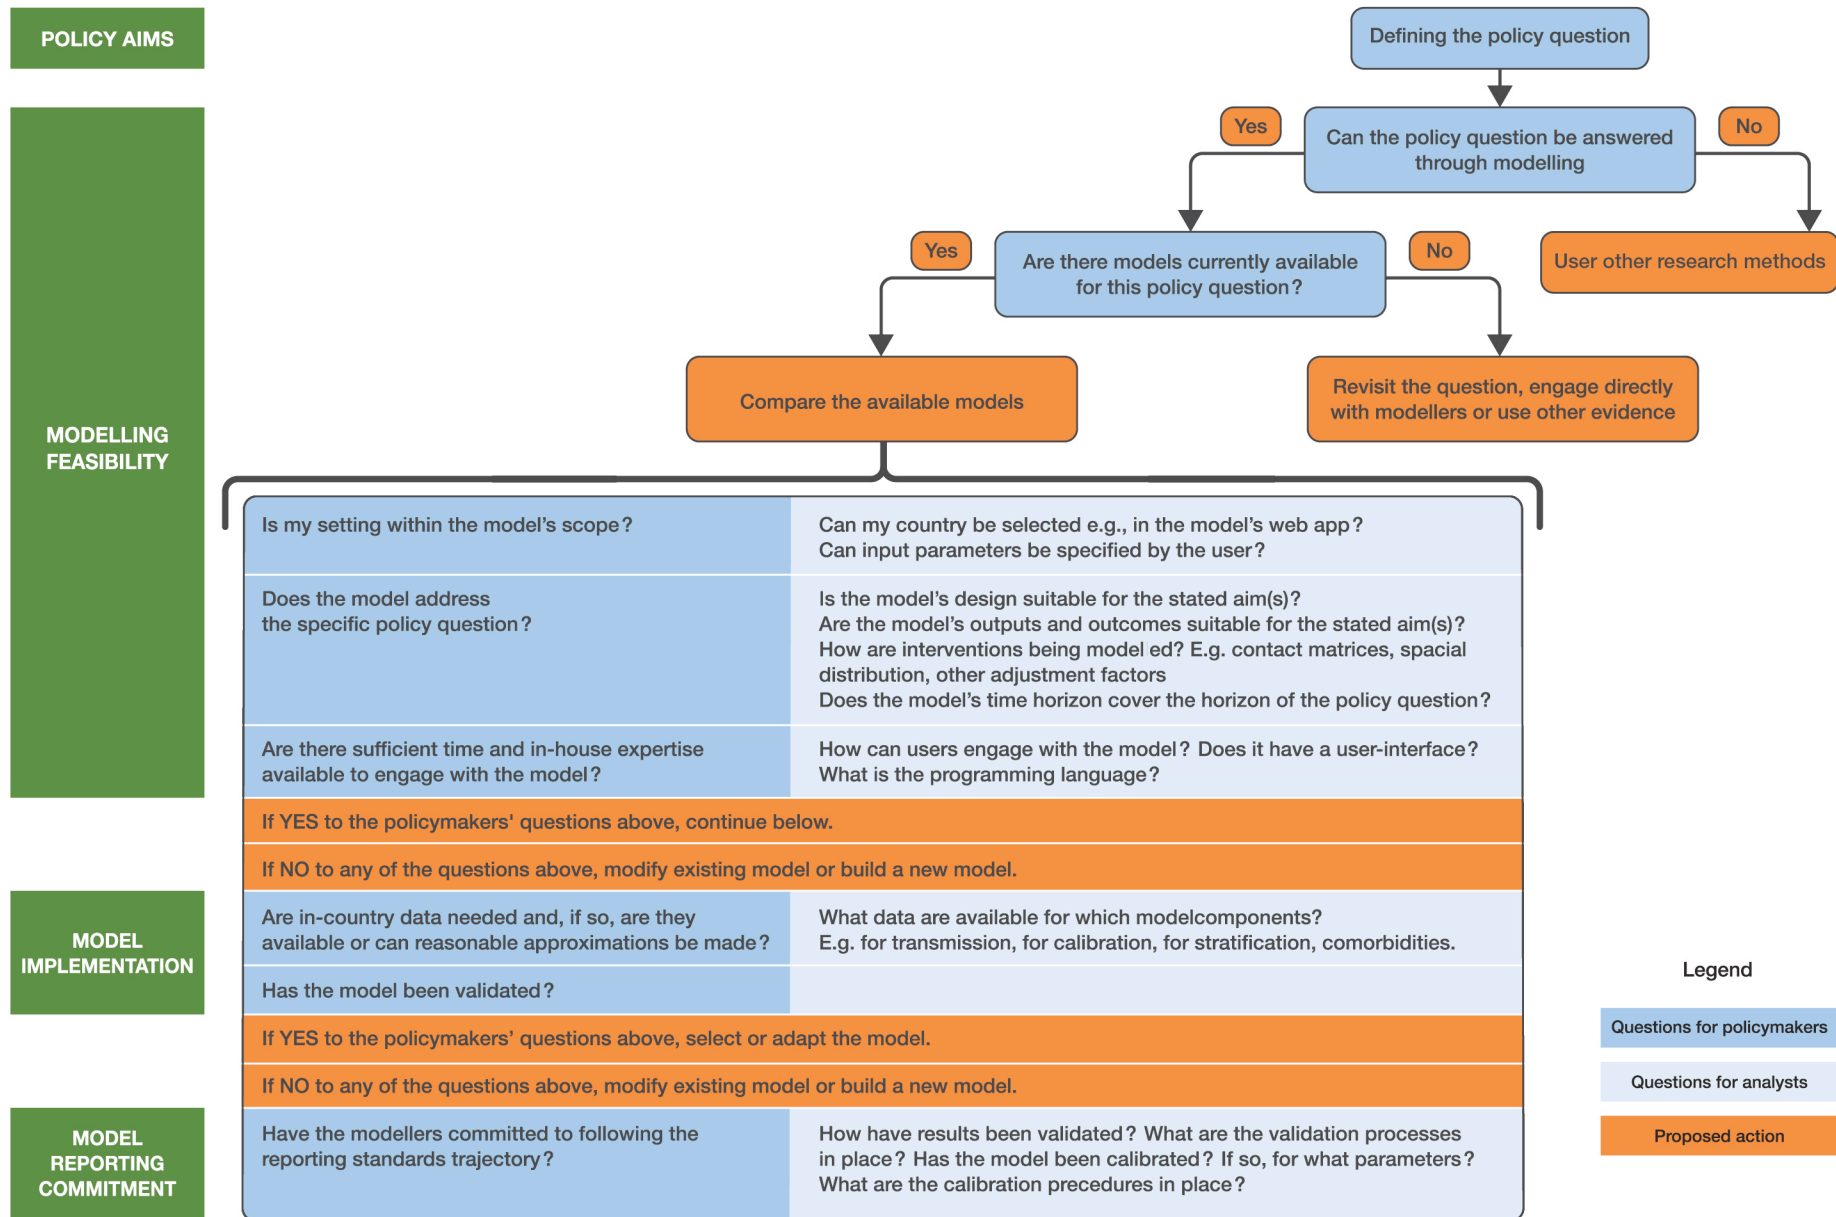 POLICY AIMS
Defining the policy question
Yes
Can the policy question be answered
through modelling
No
Yes
Are there models currently available
for this policy question?
No
User other research methods
Compare the available models
Revisit the question, engage directly
with modellers or use other evidence
MODELLING
FEASIBILITY
Is my setting within the model's scope?
Can my country be selected e.g., in the model's web app?
Can input parameters be specified by the user?
Does the model address
the specific policy question?
Is the model's design suitable for the stated aim(s)?
Are the model's outputs and outcomes suitable for the stated aim(s)?
How are interventions being model ed? E.g. contact matrices, spacial
distribution, other adjustment factors
Does the model's time horizon cover the horizon of the policy question?
Are there sufficient time and in-house expertise
available to engage with the model?
How can users engage with the model? Does it have a user-interface?
What is the programming language?
If YES to the policymakers' questions above, continue below.
If NO to any of the questions above, modify existing model or build a new model.
MODEL
IMPLEMENTATION
Are in-country data needed and, if so, are they
available or can reasonable approximations be made?
What data are available for which modelcomponents?
E.g. for transmission, for calibration, for stratification, comorbidities.
Has the model been validated?
If YES to the policymakers' questions above, select or adapt the model.
If NO to any of the questions above, modify existing model or build a new model.
MODEL
REPORTING
COMMITMENT
Have the modellers committed to following the
reporting standards trajectory?
How have results been validated? What are the validation processes
in place? Has the model been calibrated? If so, for what parameters?
What are the calibration precedures in place?
Legend
Questions for policymakers
Questions for analysts
Proposed action